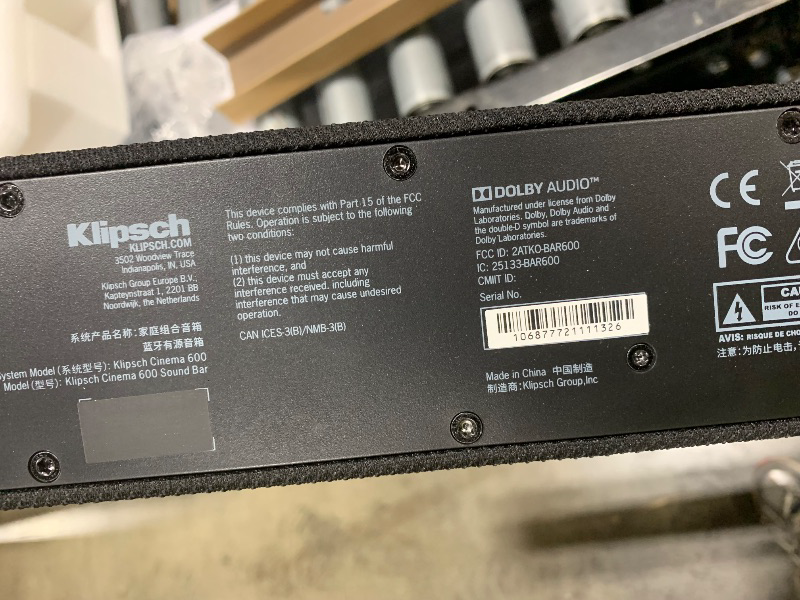 Klipsch
KLIPSCH.COM
3502 Woodview Trace
Indianapolis, IN, USA
Klipsch Group Europe B.V.
Kapteynstraat 1, 2201 BB
Noordwijk, the Netherlands
系统产品名称: 家庭组合音箱
蓝牙有源音箱
System Model (系统型号): Klipsch Cinema 600
Model (型号): Klipsch Cinema 600 Sound Bar
This device complies with Part 15 of the FCC
Rules. Operation is subject to the following
two conditions:
(1) this device may not cause harmful
interference, and
(2) this device must accept any
interference received, including
interference that may cause undesired
operation.
CAN ICES-3(B)/NMB-3(B)
DOLBY AUDIO™
Manufactured under license from Dolby
Laboratories. Dolby, Dolby Audio and
the double-D symbol are trademarks of
Dolby Laboratories.
FCC ID: 2ATKO-BAR600
IC: 25133-BAR600
CMIIT ID:
Serial No.
106877721111326
Made in China 中国制造
制造商: Klipsch Group,Inc
CE
FC
CAU
RISK OF E
DO
AVIS: RISQUE DE CHO
注意: 为防止电击,